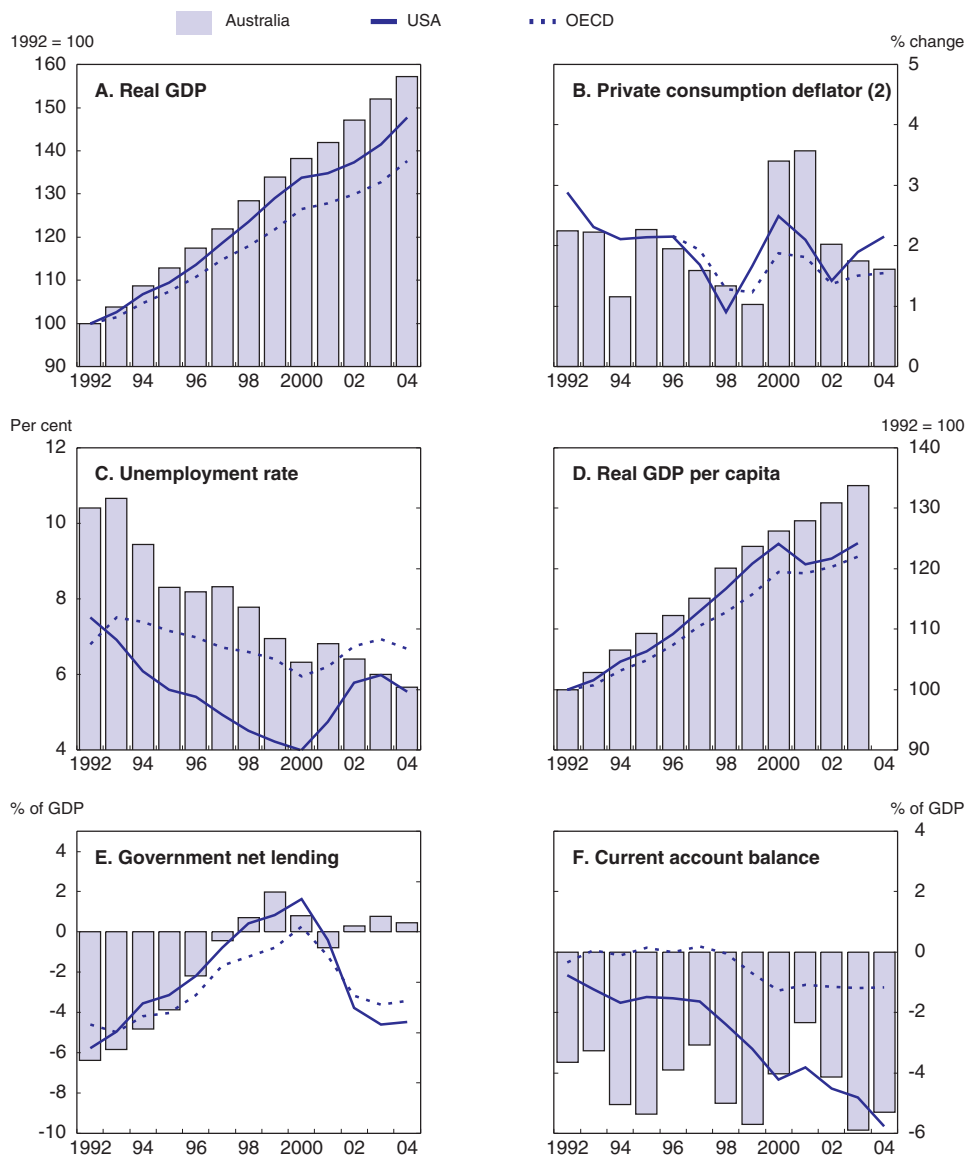 Australia USA OECD
1992 = 100
% change
160
150
140
130
120
110
100
90
A. Real GDP
1992 94 96 98 2000 02 04
B. Private consumption deflator (2)
5
4
3
2
1
0
1992 94 96 98 2000 02 04
Per cent
1992 = 100
12
10
8
6
4
C. Unemployment rate
1992 94 96 98 2000 02 04
D. Real GDP per capita
140
130
120
110
100
90
1992 94 96 98 2000 02 04
% of GDP
% of GDP
4
2
0
-2
-4
-6
-8
-10
E. Government net lending
1992 94 96 98 2000 02 04
F. Current account balance
4
2
0
-2
-4
-6
1992 94 96 98 2000 02 04